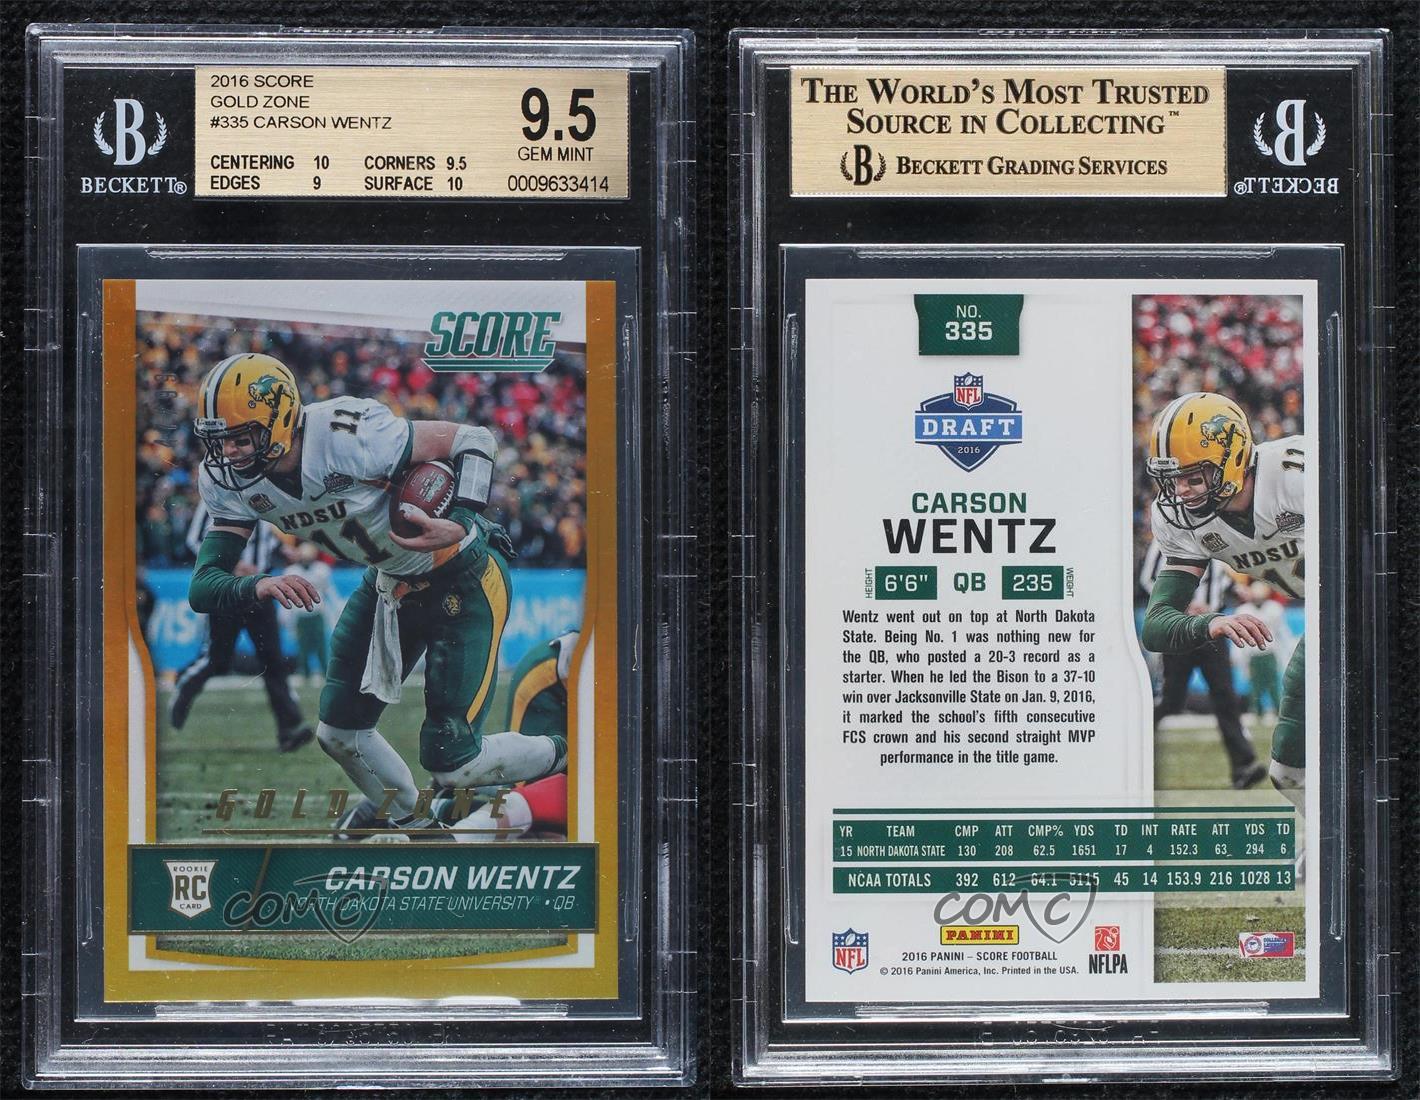 2016 SCORE
GOLD ZONE
#335 CARSON WENTZ
CENTERING 10 CORNERS 9.5
EDGES 9 SURFACE 10
9.5
GEM MINT
0009633414
B
BECKETT®
SCORE
11
NDSU
11
GOLD ZONE
ROOKIE
RC
CARD
CARSON WENTZ
NORTH DAKOTA STATE UNIVERSITY • QB
COMC
THE WORLD'S MOST TRUSTED
SOURCE IN COLLECTING™
B BECKETT GRADING SERVICES
B
BECKETT®
NO.
335
NFL
DRAFT
2016
CARSON
WENTZ
HEIGHT 6'6" QB 235 WEIGHT
Wentz went out on top at North Dakota
State. Being No. 1 was nothing new for
the QB, who posted a 20-3 record as a
starter. When he led the Bison to a 37-10
win over Jacksonville State on Jan. 9, 2016,
it marked the school's fifth consecutive
FCS crown and his second straight MVP
performance in the title game.
11
NDSU
YR TEAM CMP ATT CMP% YDS TD INT RATE ATT YDS TD
15 NORTH DAKOTA STATE 130 208 62.5 1651 17 4 152.3 63 294 6
NCAA TOTALS 392 612 64.1 5115 45 14 153.9 216 1028 13
COMC
NFL
PANINI
2016 PANINI – SCORE FOOTBALL
© 2016 Panini America, Inc. Printed in the USA.
NFLPA